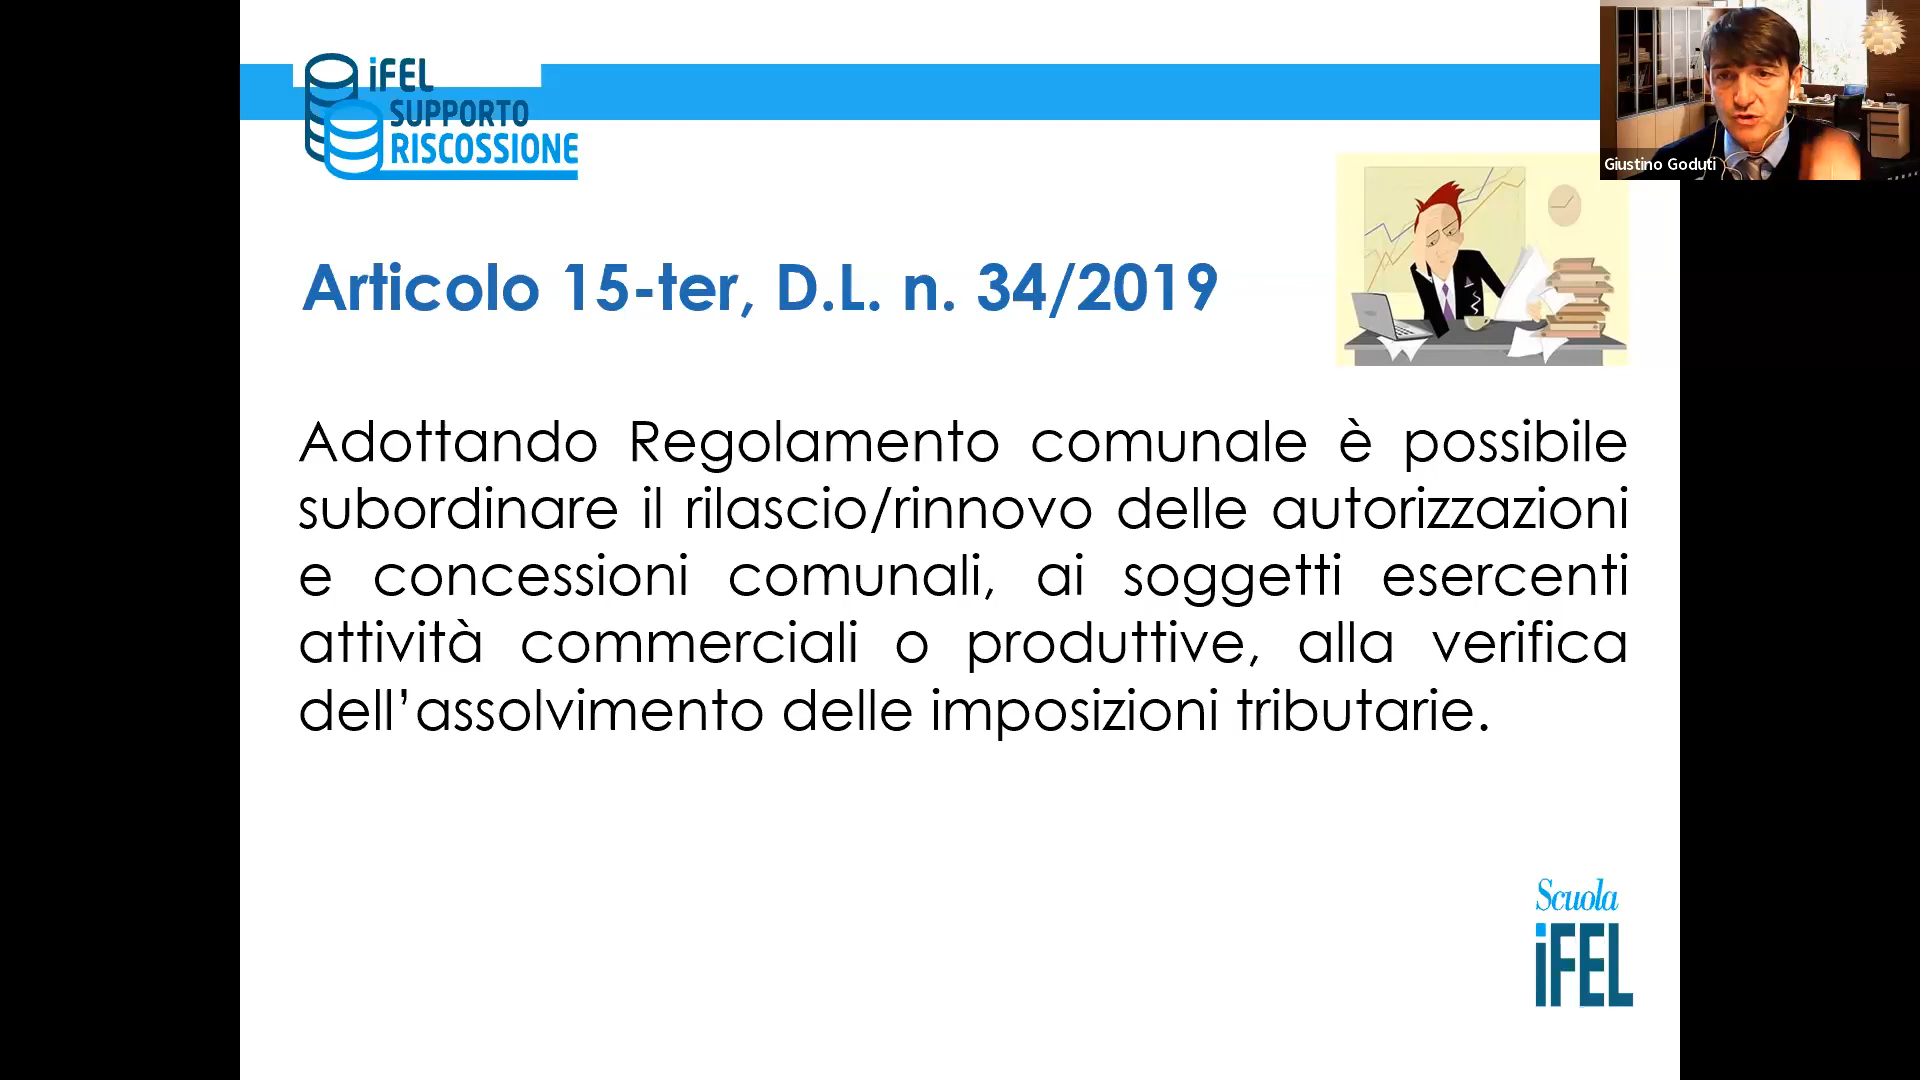 iFEL
SUPPORTO
RISCOSSIONE
Giustino Goduti
Articolo 15-ter, D.L. n. 34/2019
Adottando Regolamento comunale è possibile
subordinare il rilascio/rinnovo delle autorizzazioni
e concessioni comunali, ai soggetti esercenti
attività commerciali o produttive, alla verifica
dell’assolvimento delle imposizioni tributarie.
Scuola
iFEL